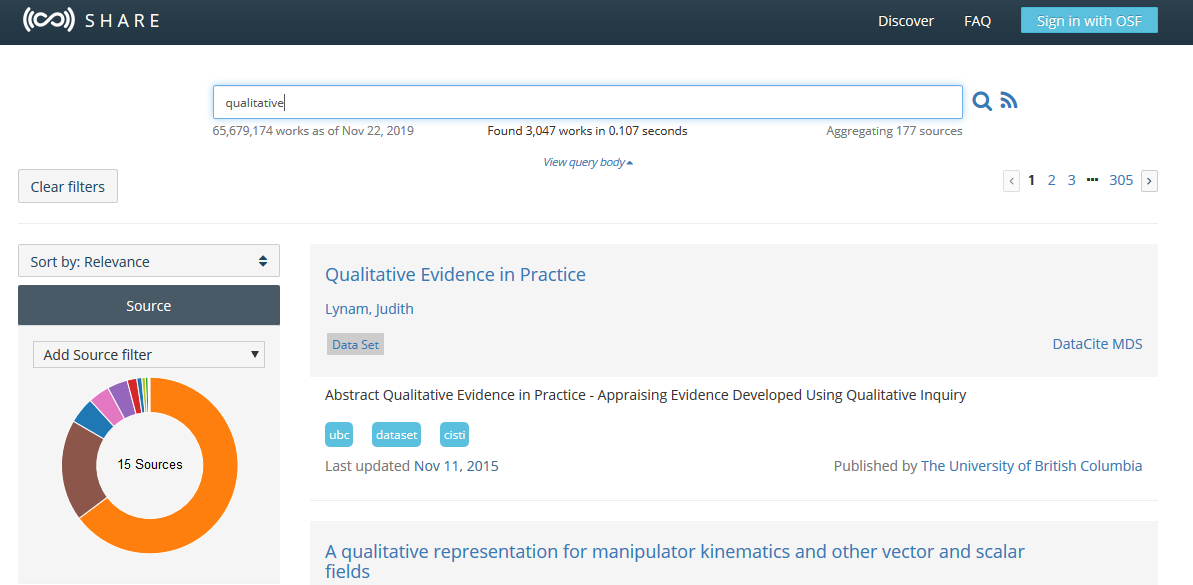 SHARE
Discover FAQ Sign in with OSF
qualitative
65,679,174 works as of Nov 22, 2019 Found 3,047 works in 0.107 seconds Aggregating 177 sources
View query body
Clear filters
‹ 1 2 3 ··· 305 ›
Sort by: Relevance
Source
Add Source filter
15 Sources
Qualitative Evidence in Practice
Lynam, Judith
Data Set DataCite MDS
Abstract Qualitative Evidence in Practice - Appraising Evidence Developed Using Qualitative Inquiry
ubc dataset cisti
Last updated Nov 11, 2015 Published by The University of British Columbia
A qualitative representation for manipulator kinematics and other vector and scalar
fields